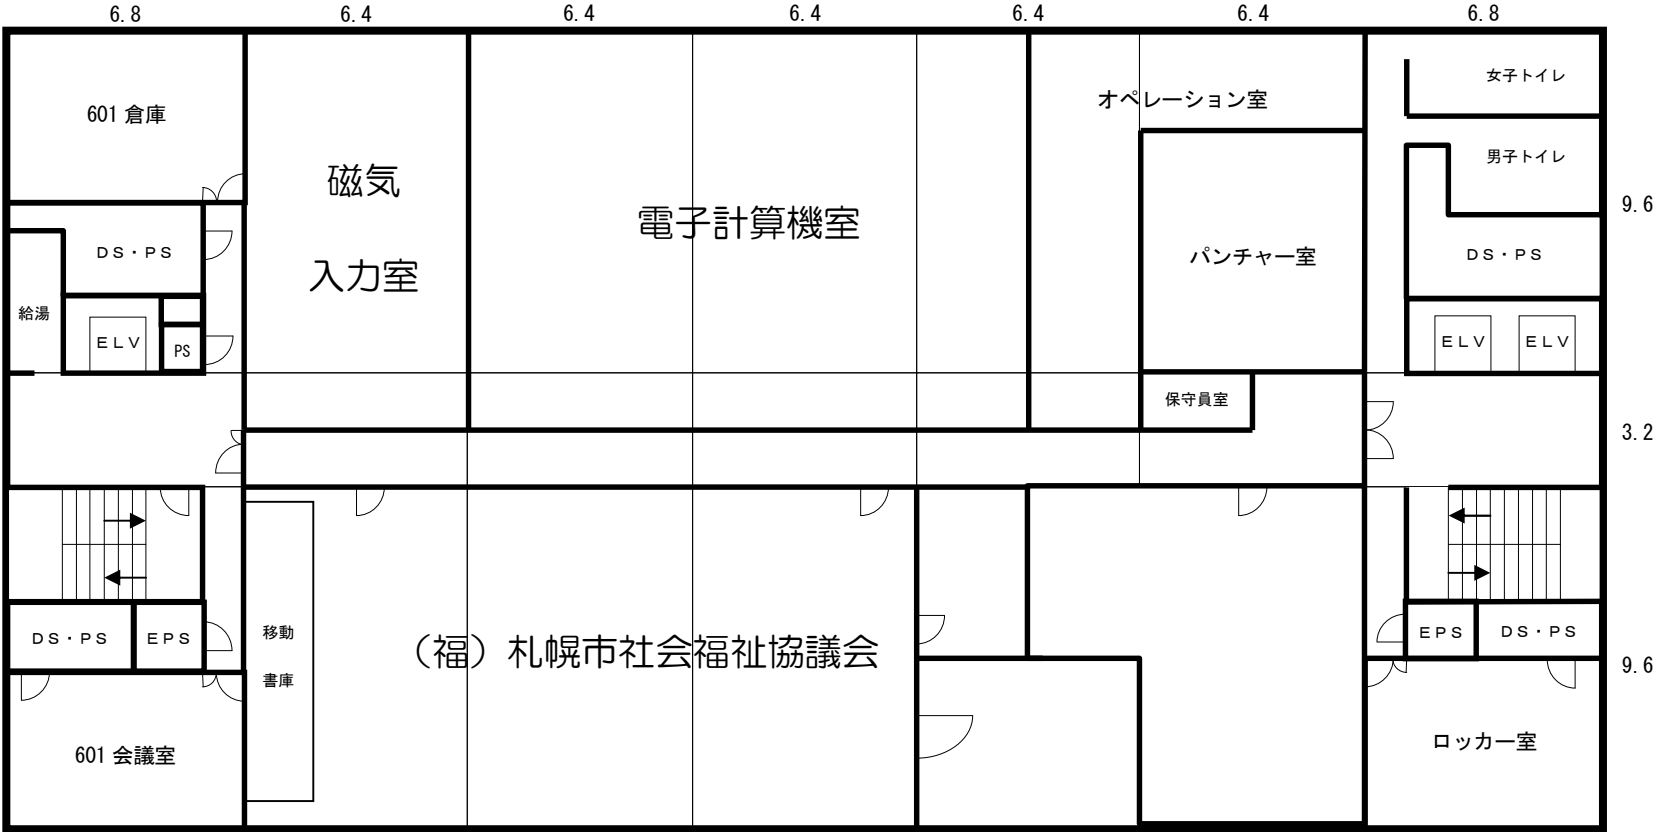 6.8
6.4
6.4
6.4
6.4
6.4
6.8
601 倉庫
磁気
入力室
電子計算機室
オペレーション室
パンチャー室
女子トイレ
男子トイレ
9.6
DS・PS
給湯
ELV
PS
DS・PS
ELV
ELV
保守員室
3.2
DS・PS
EPS
移動
書庫
(福)札幌市社会福祉協議会
EPS
DS・PS
9.6
601 会議室
ロッカー室